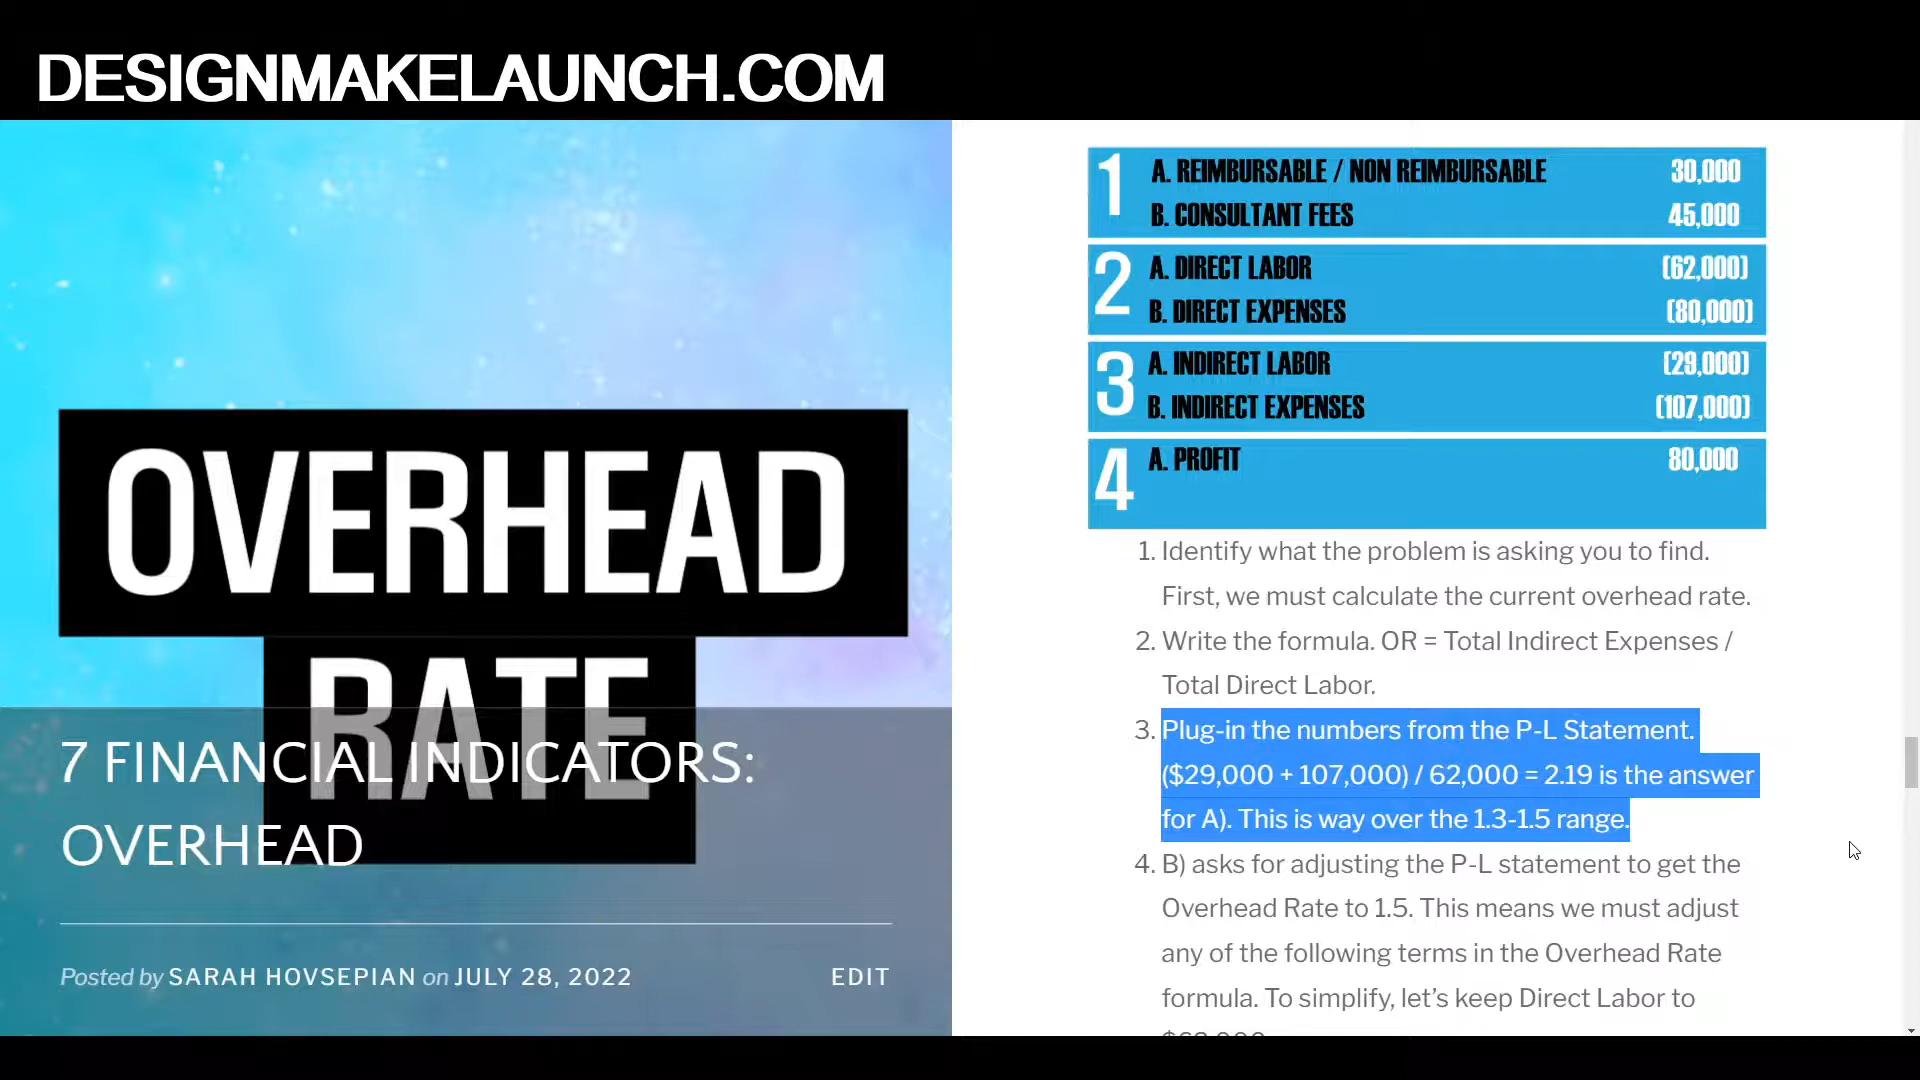 DESIGNMAKELAUNCH.COM
OVERHEAD
RATE
7 FINANCIAL INDICATORS:
OVERHEAD
Posted by SARAH HOVSEPIAN on JULY 28, 2022
EDIT
1
A. REIMBURSABLE / NON REIMBURSABLE 30,000
B. CONSULTANT FEES 45,000
2
A. DIRECT LABOR (62,000)
B. DIRECT EXPENSES (80,000)
3
A. INDIRECT LABOR (29,000)
B. INDIRECT EXPENSES (107,000)
4
A. PROFIT 80,000
1. Identify what the problem is asking you to find.
First, we must calculate the current overhead rate.
2. Write the formula. OR = Total Indirect Expenses /
Total Direct Labor.
3. Plug-in the numbers from the P-L Statement.
($29,000 + 107,000) / 62,000 = 2.19 is the answer
for A). This is way over the 1.3-1.5 range.
4. B) asks for adjusting the P-L statement to get the
Overhead Rate to 1.5. This means we must adjust
any of the following terms in the Overhead Rate
formula. To simplify, let's keep Direct Labor to